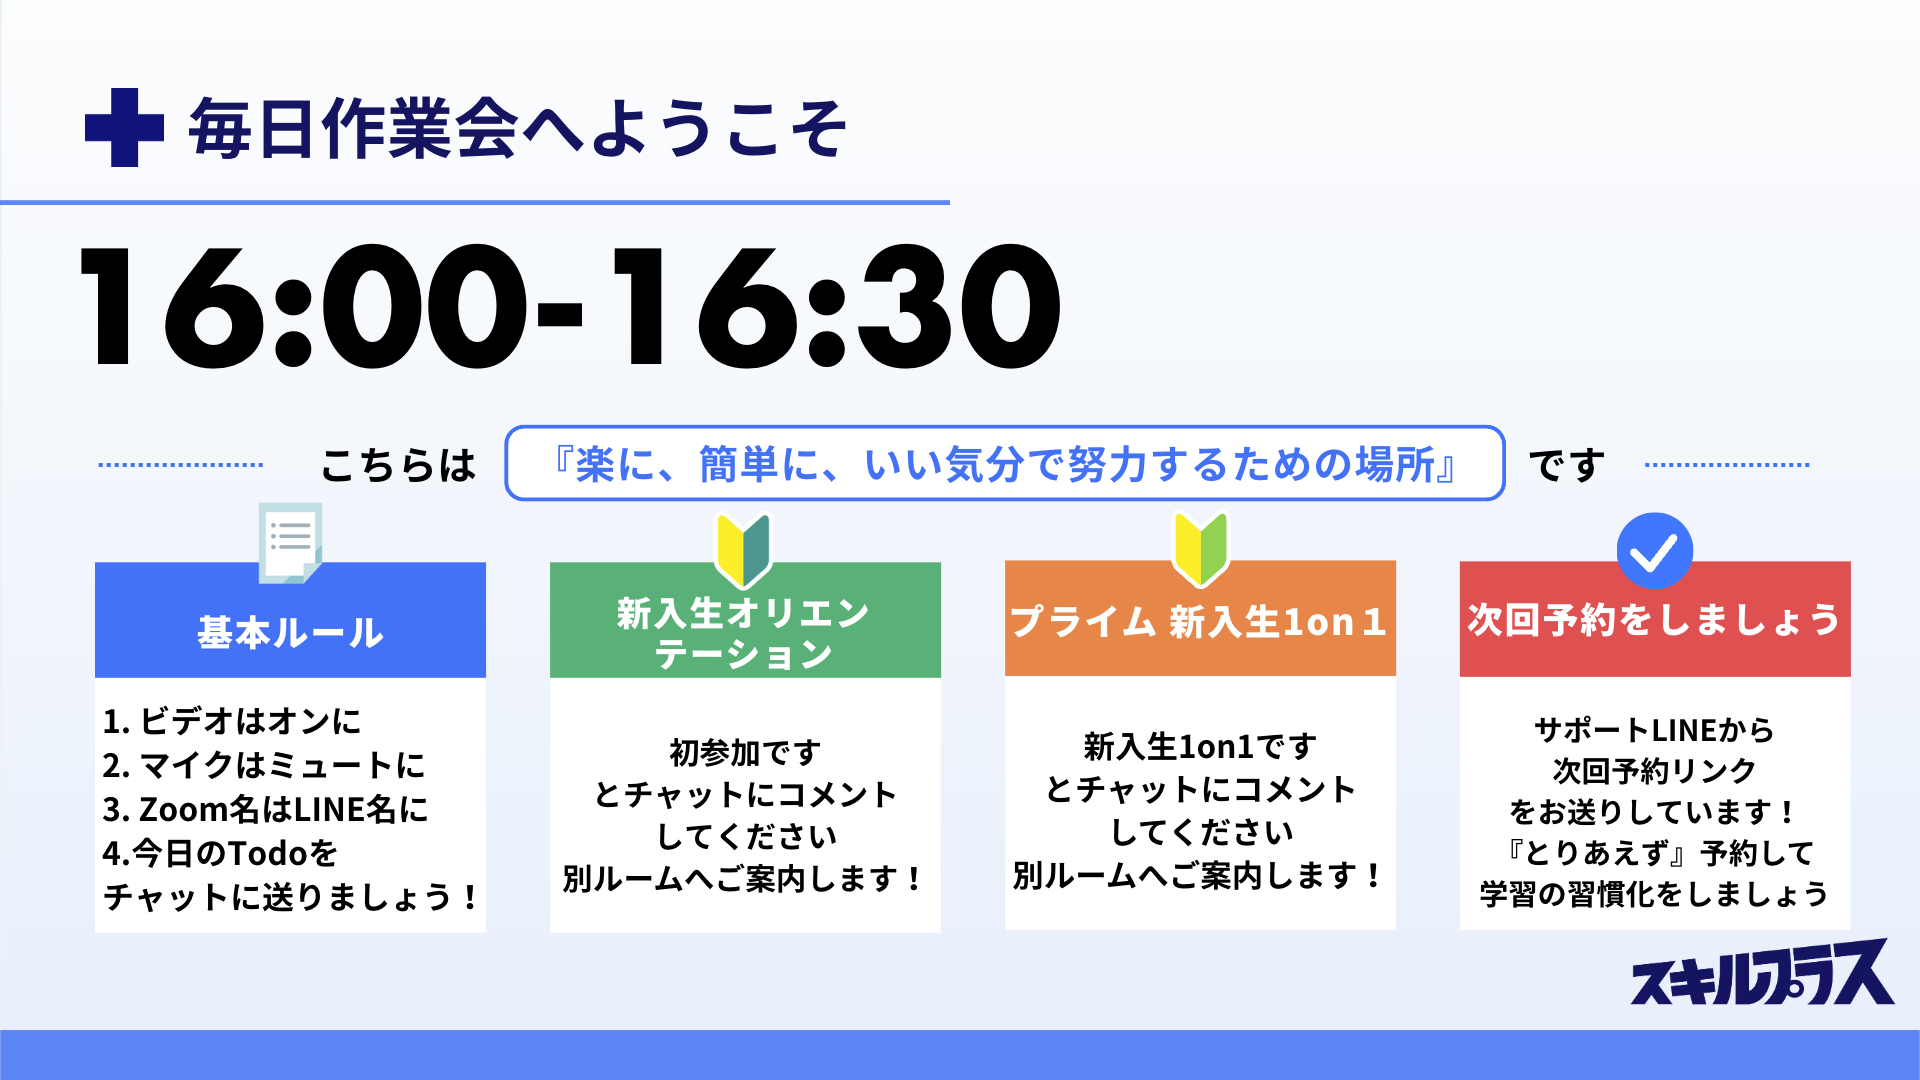 毎日作業会へようこそ
16:00-16:30
こちらは 『楽に、簡単に、いい気分で努力するための場所』 です
基本ルール
1. ビデオはオンに
2. マイクはミュートに
3. Zoom名はLINE名に
4.今日のTodoを
チャットに送りましょう！
新入生オリエン
テーション
初参加です
とチャットにコメント
してください
別ルームへご案内します！
プライム 新入生1on１
新入生1on1です
とチャットにコメント
してください
別ルームへご案内します！
次回予約をしましょう
サポートLINEから
次回予約リンク
をお送りしています！
『とりあえず』予約して
学習の習慣化をしましょう
スキルプラス